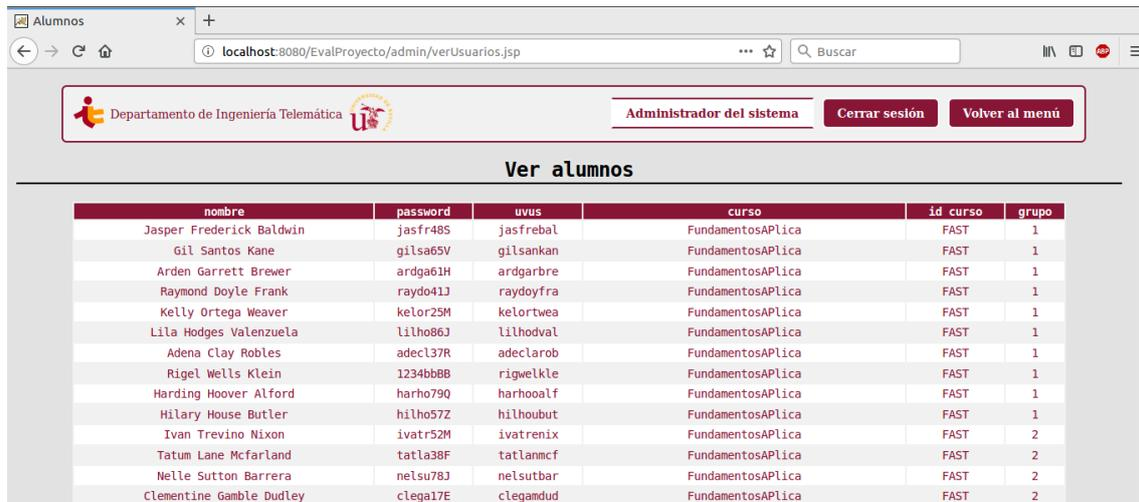 Alumnos
localhost:8080/EvalProyecto/admin/verUsuarios.jsp Buscar ABP
Departamento de Ingeniería Telemática Administrador del sistema Cerrar sesión Volver al menú
Ver alumnos
nombre password uvus curso id curso grupo
Jasper Frederick Baldwin jasfr48S jasfrebal FundamentosAPlica FAST 1
Gil Santos Kane gilsa65V gilsankan FundamentosAPlica FAST 1
Arden Garrett Brewer ardga61H ardgarbre FundamentosAPlica FAST 1
Raymond Doyle Frank raydo41J raydoyfra FundamentosAPlica FAST 1
Kelly Ortega Weaver kelor25M kelortwea FundamentosAPlica FAST 1
Lila Hodges Valenzuela lilho86J lilhodval FundamentosAPlica FAST 1
Adena Clay Robles adecl37R adeclarob FundamentosAPlica FAST 1
Rigel Wells Klein 1234bbBB rigwelkle FundamentosAPlica FAST 1
Harding Hoover Alford harho79Q harhooalf FundamentosAPlica FAST 1
Hilary House Butler hilho57Z hilhoubut FundamentosAPlica FAST 1
Ivan Trevino Nixon ivatr52M ivatrenix FundamentosAPlica FAST 2
Tatum Lane Mcfarland tatla38F tatlanmcf FundamentosAPlica FAST 2
Nelle Sutton Barrera nelsu78J nelsutbar FundamentosAPlica FAST 2
Clementine Gamble Dudley clega17E clegamdud FundamentosAPlica FAST 2